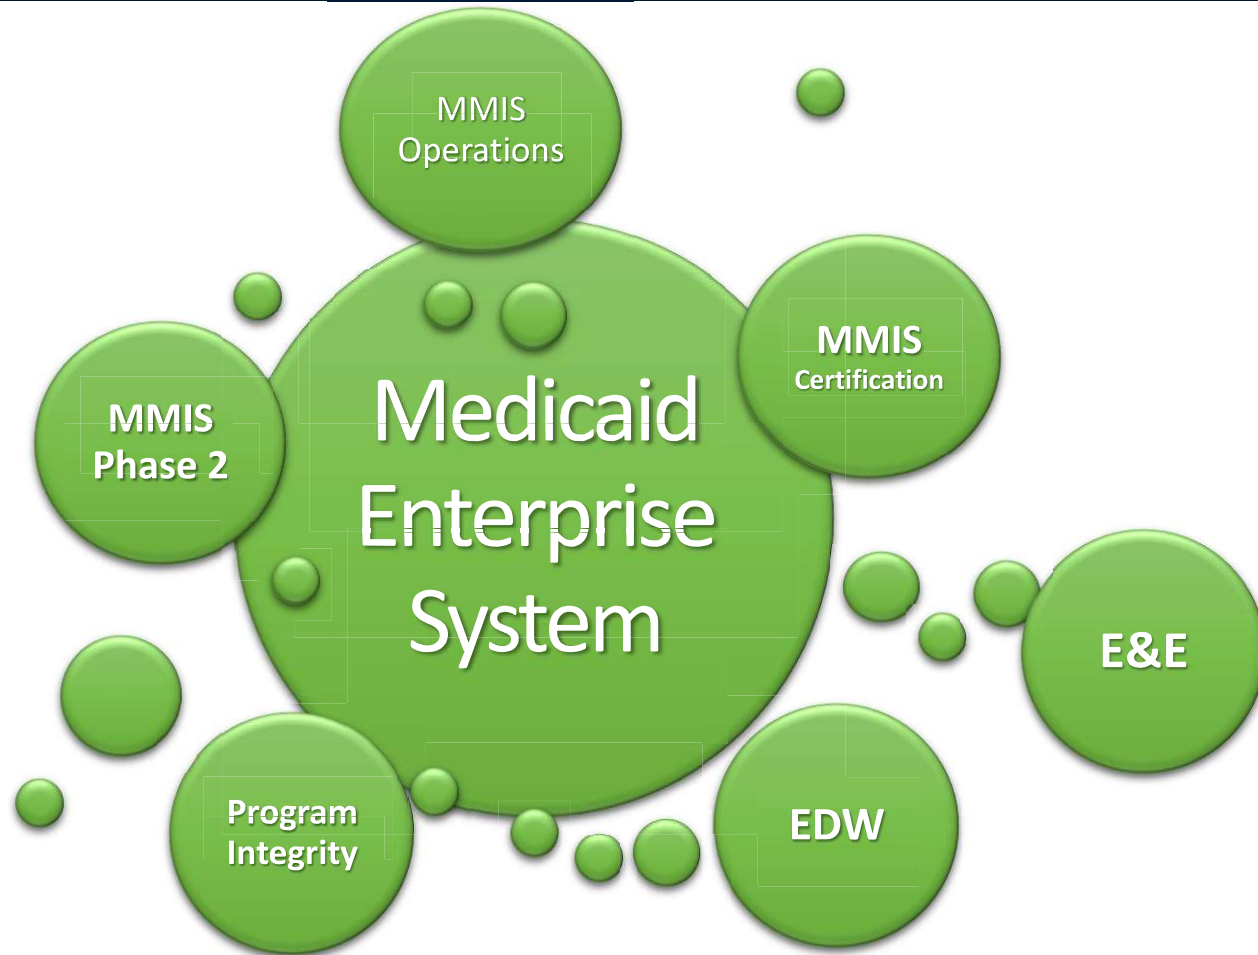 MMIS
Operations
MMIS
Certification
MMIS
Phase 2
Medicaid
Enterprise
System
E&E
Program
Integrity
EDW